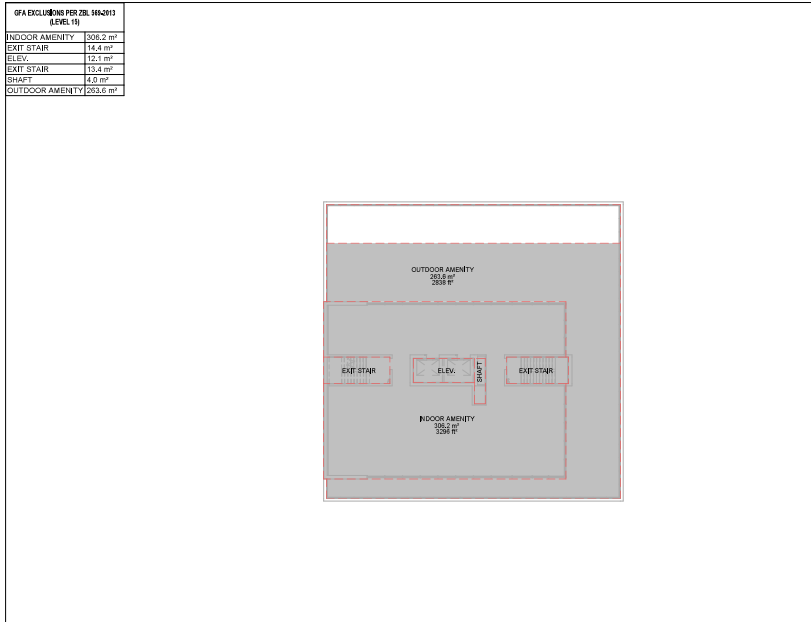 GFA EXCLUSIONS PER ZBL 569-2013
(LEVEL 15)
INDOOR AMENITY 306.2 m²
EXIT STAIR 14.4 m²
ELEV. 12.1 m²
EXIT STAIR 13.4 m²
SHAFT 4.0 m²
OUTDOOR AMENITY 263.6 m²
OUTDOOR AMENITY
263.6 m²
2838 ft²
EXIT STAIR
ELEV.
SHAFT
EXIT STAIR
INDOOR AMENITY
306.2 m²
3296 ft²